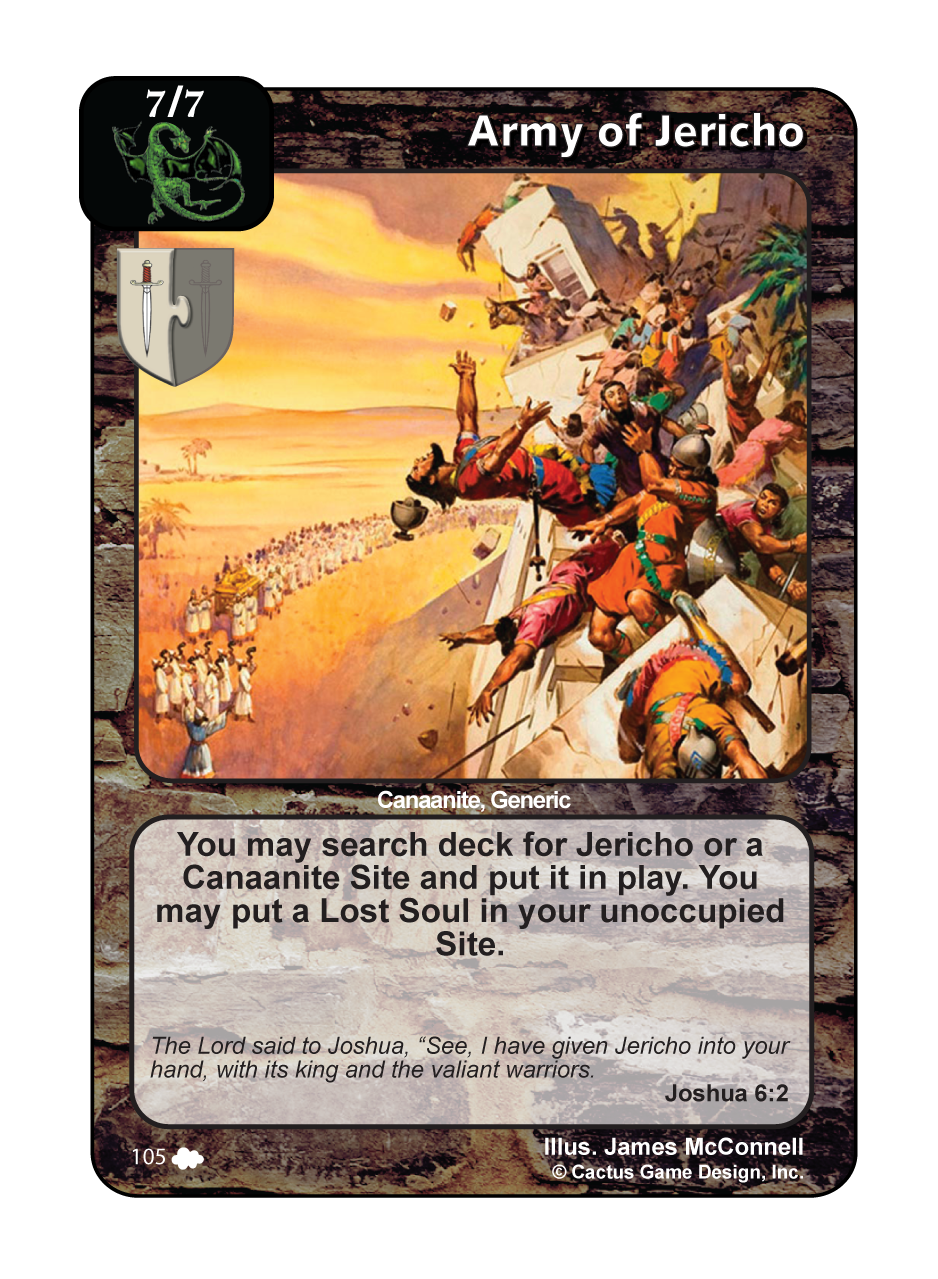 7/7
Army of Jericho
Canaanite, Generic
You may search deck for Jericho or a
Canaanite Site and put it in play. You
may put a Lost Soul in your unoccupied
Site.
The Lord said to Joshua, “See, I have given Jericho into your
hand, with its king and the valiant warriors.
Joshua 6:2
105
Illus. James McConnell
© Cactus Game Design, Inc.